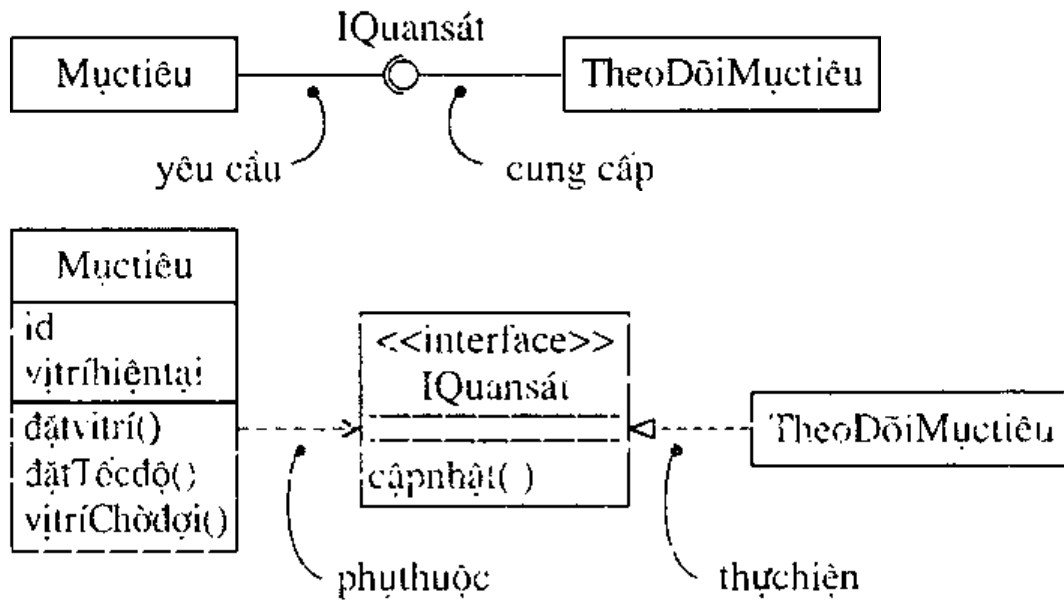 IQuansát
Mụctiêu
TheoDõiMụctiêu
yêu cầu
cung cấp
Mụctiêu
id
vịtríhiệntại
đặtvịtrí()
đặtTốcđộ()
vịtríChờđợi()
<<interface>>
IQuansát
cậpnhật( )
TheoDõiMụctiêu
phụthuộc
thựchiện